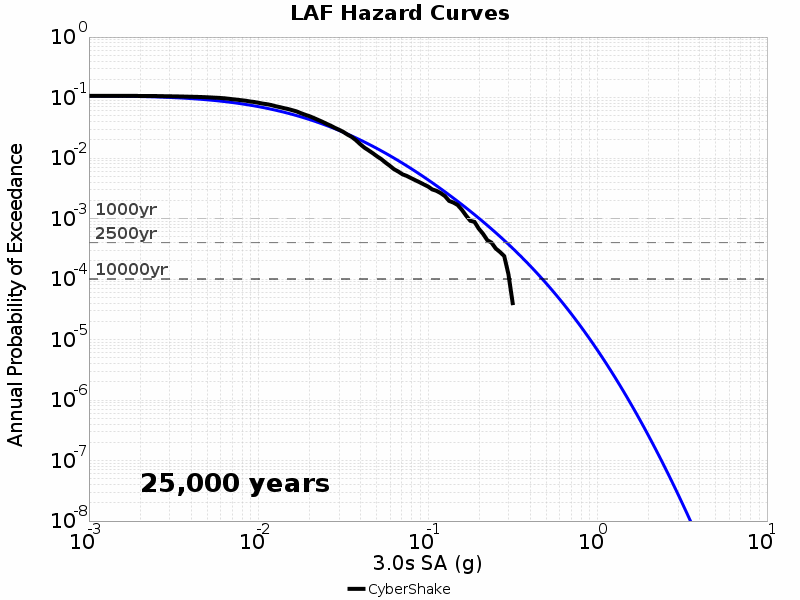 LAF Hazard Curves
Annual Probability of Exceedance
10^0
10^-1
10^-2
10^-3
10^-4
10^-5
10^-6
10^-7
10^-8
1000yr
2500yr
10000yr
25,000 years
10^-3 10^-2 10^-1 10^0 10^1
3.0s SA (g)
CyberShake